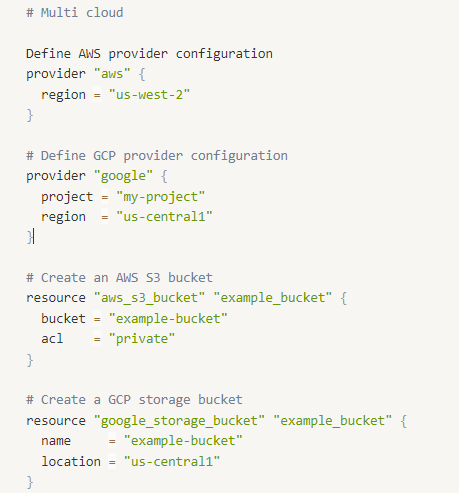 # Multi cloud
Define AWS provider configuration
provider "aws" {
region = "us-west-2"
}
# Define GCP provider configuration
provider "google" {
project = "my-project"
region  = "us-central1"
}
# Create an AWS S3 bucket
resource "aws_s3_bucket" "example_bucket" {
bucket = "example-bucket"
acl    = "private"
}
# Create a GCP storage bucket
resource "google_storage_bucket" "example_bucket" {
name     = "example-bucket"
location = "us-central1"
}